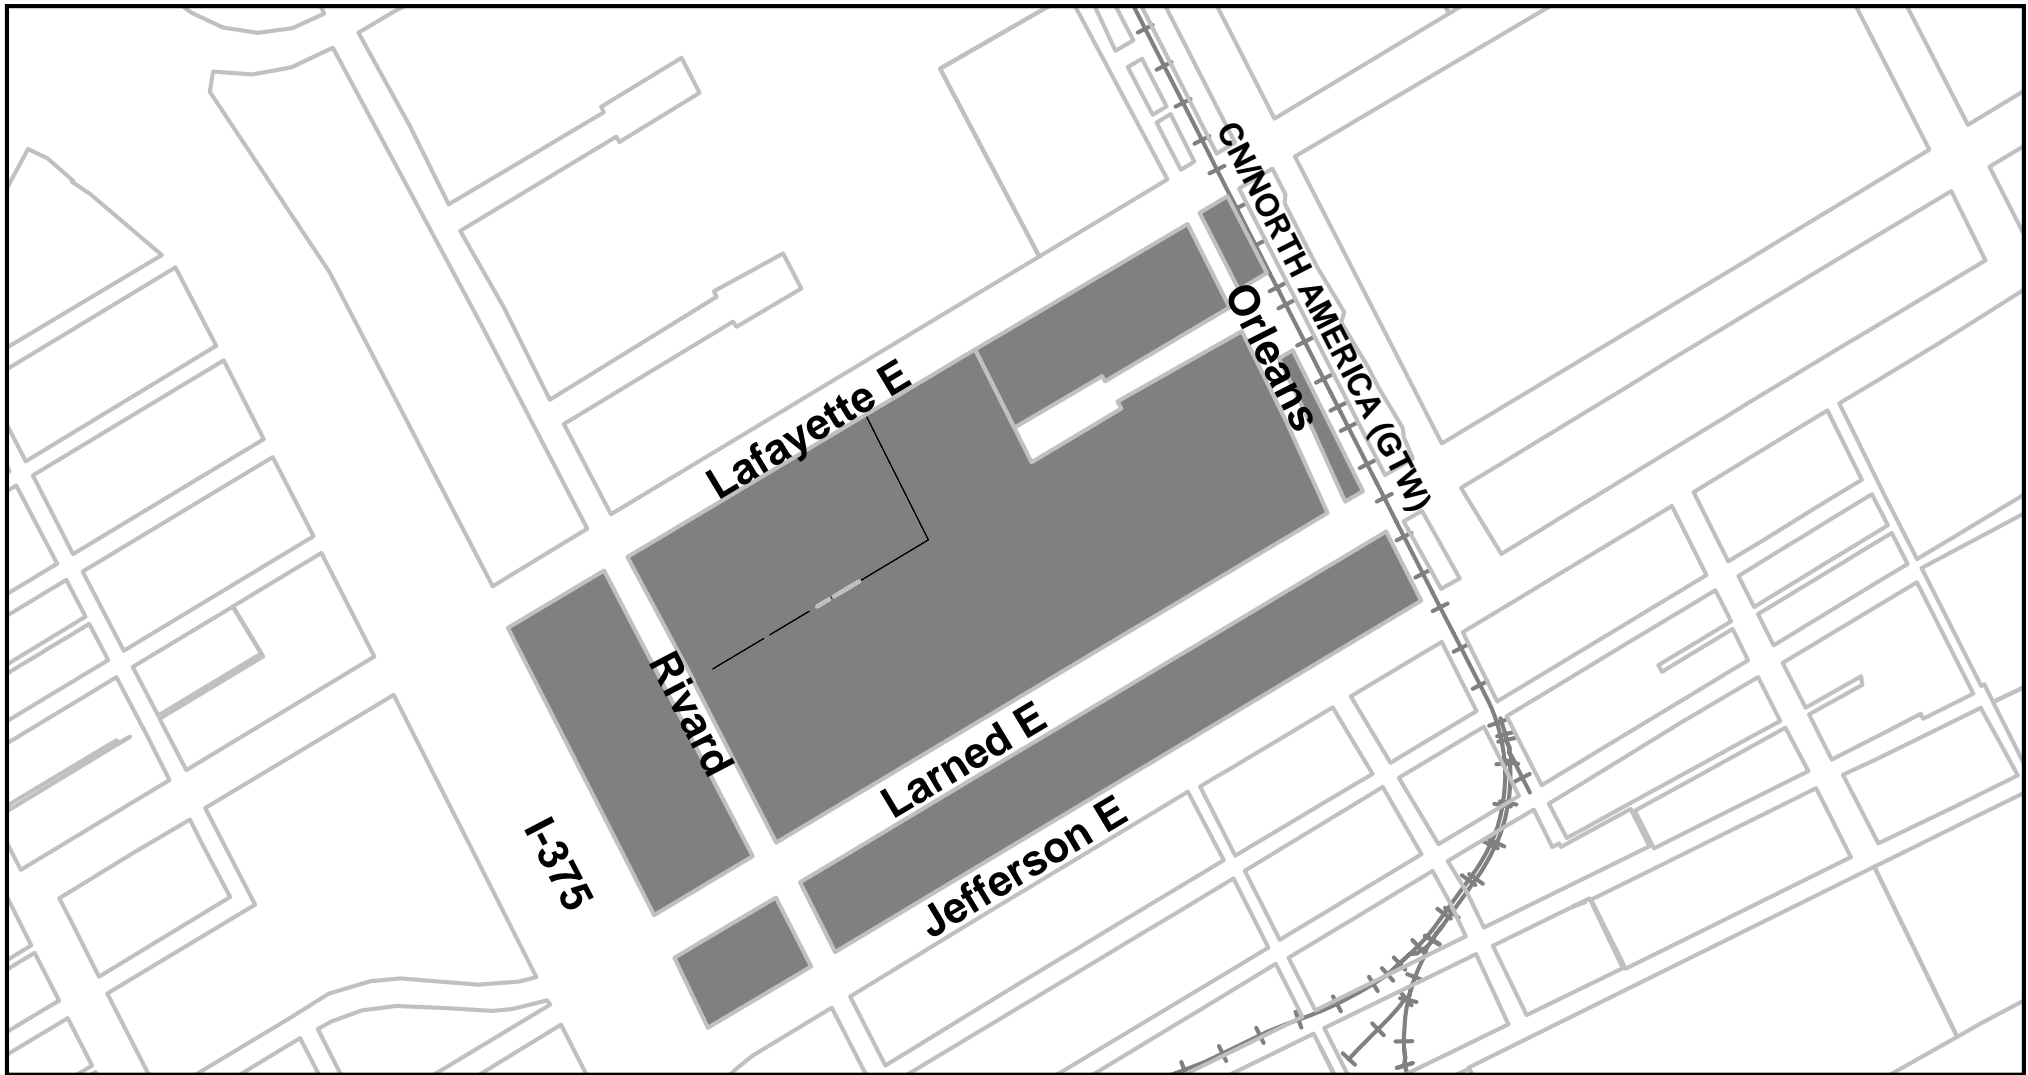 CN/NORTH AMERICA (GTW)
Orleans
Lafayette E
Rivard
Larned E
Jefferson E
I-375